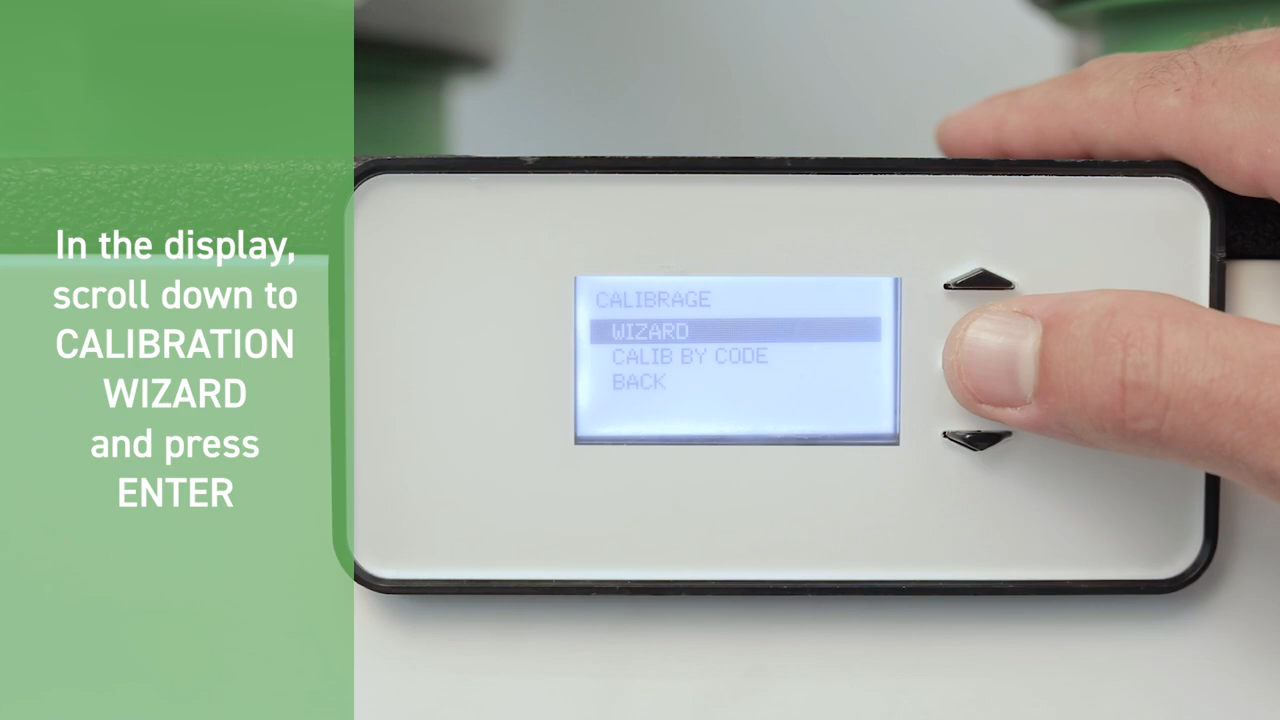 In the display,
scroll down to
CALIBRATION
WIZARD
and press
ENTER
CALIBRAGE
WIZARD
CALIB BY CODE
BACK